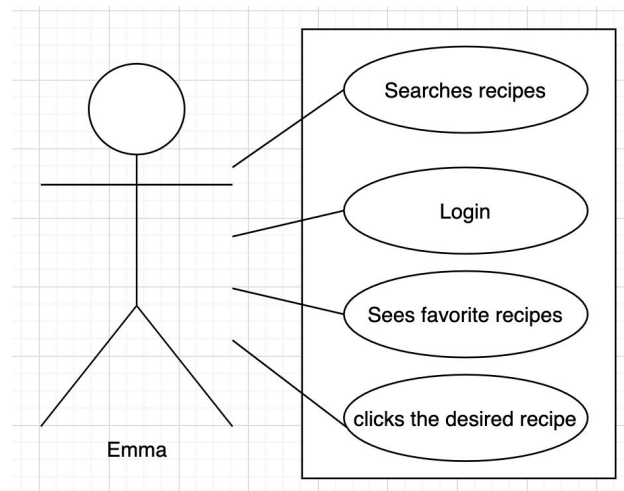 Searches recipes
Login
Sees favorite recipes
clicks the desired recipe
Emma